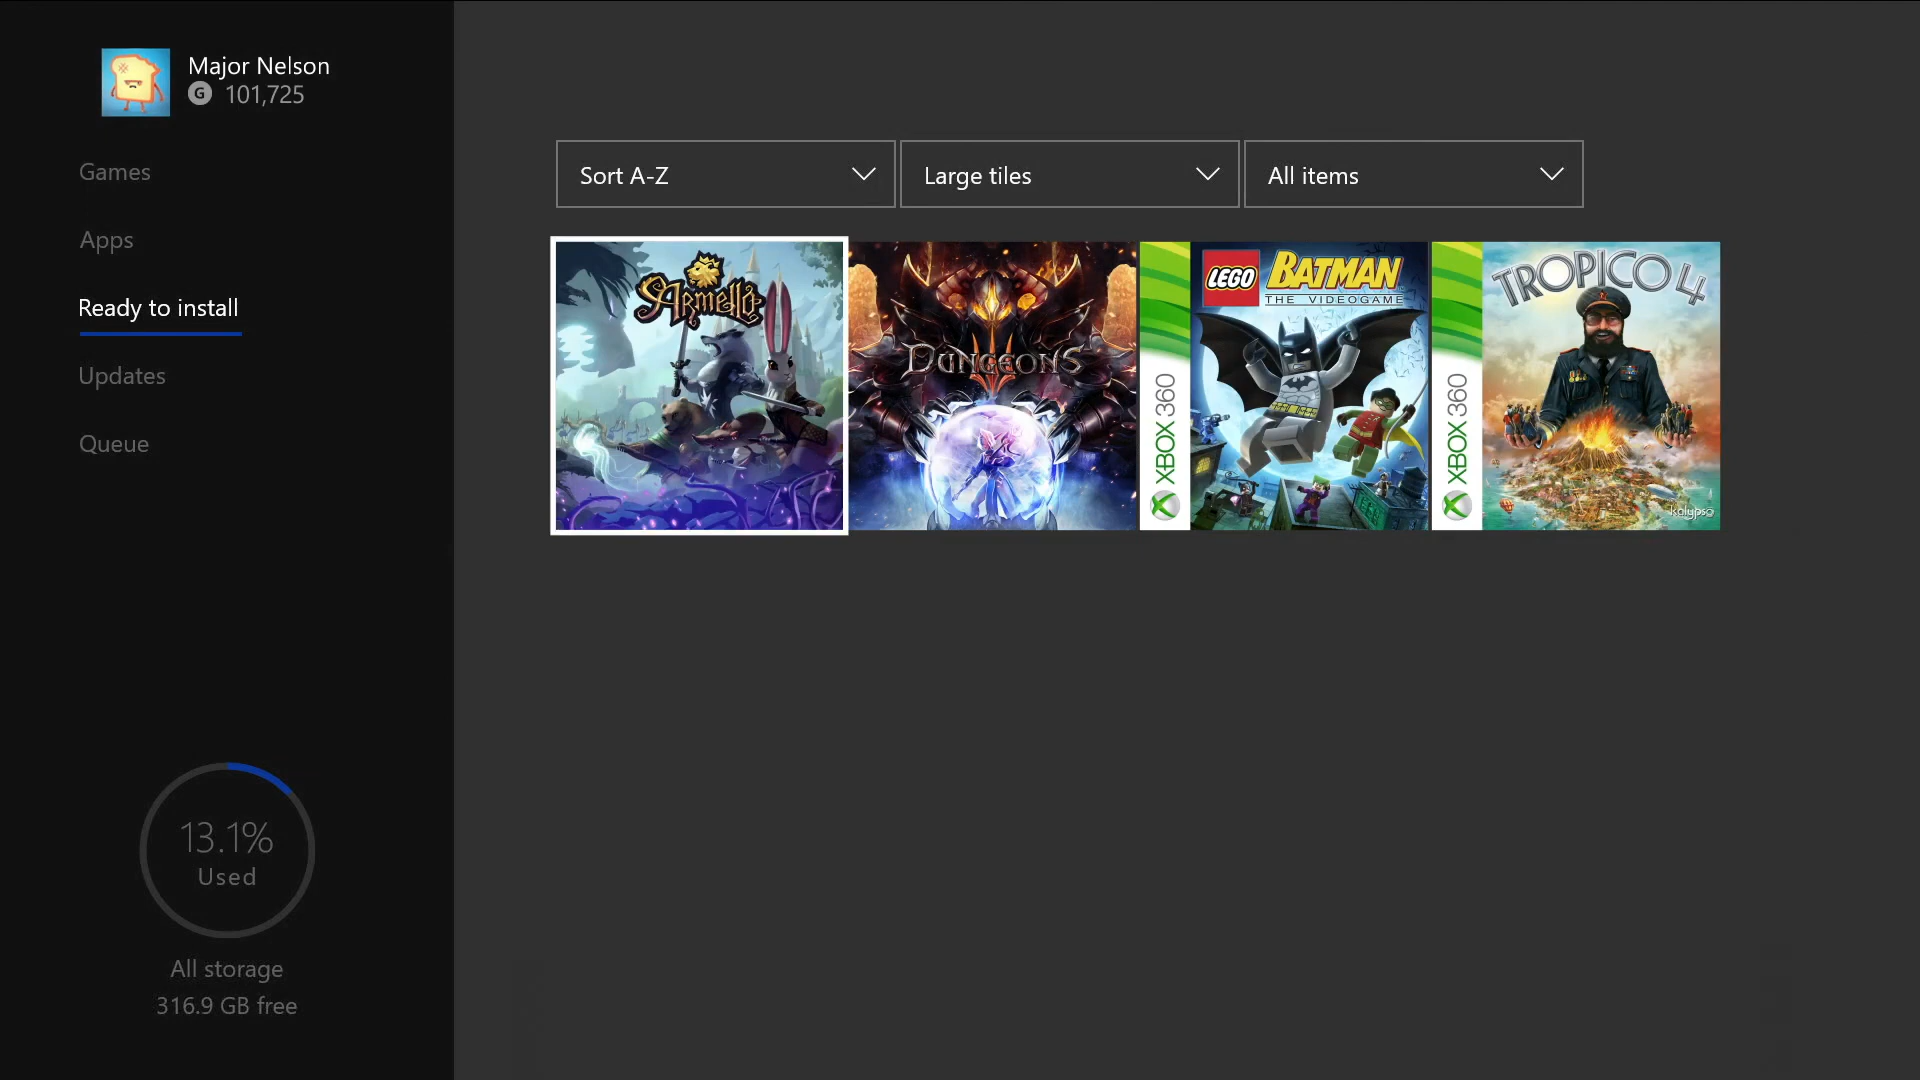 Major Nelson
G 101,725
Games
Apps
Ready to install
Updates
Queue
13.1%
Used
All storage
316.9 GB free
Sort A-Z
Large tiles
All items
Armello
DUNGEONS
III
XBOX 360
LEGO BATMAN
THE VIDEOGAME
XBOX 360
TROPICO 4
kalypso